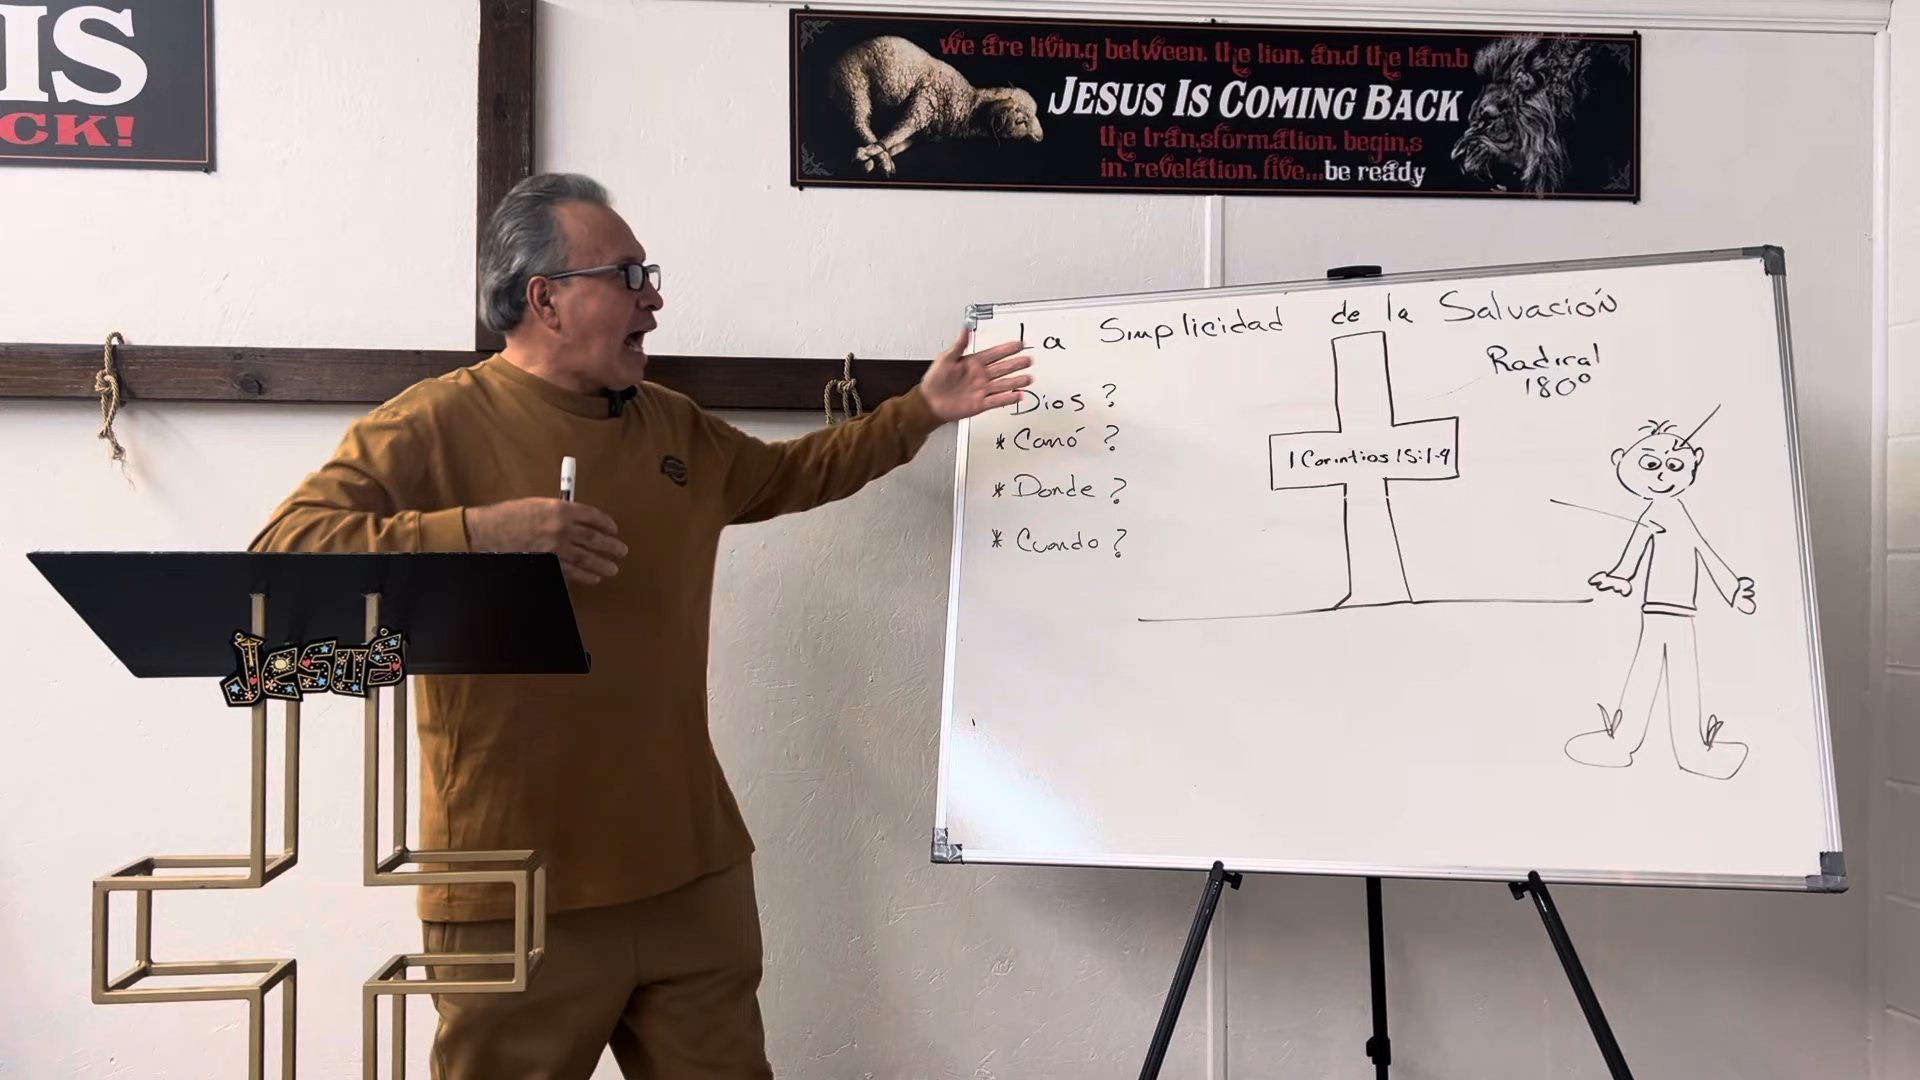 IS
CK!
we are living between the lion and the lamb
JESUS IS COMING BACK
the transformation begins
in revelation five...be ready
La Simplicidad de la Salvación
Radical
180°
Dios ?
* Comó ?
* Donde ?
* Cuando ?
1 Corintios 15:1-4
Jesus